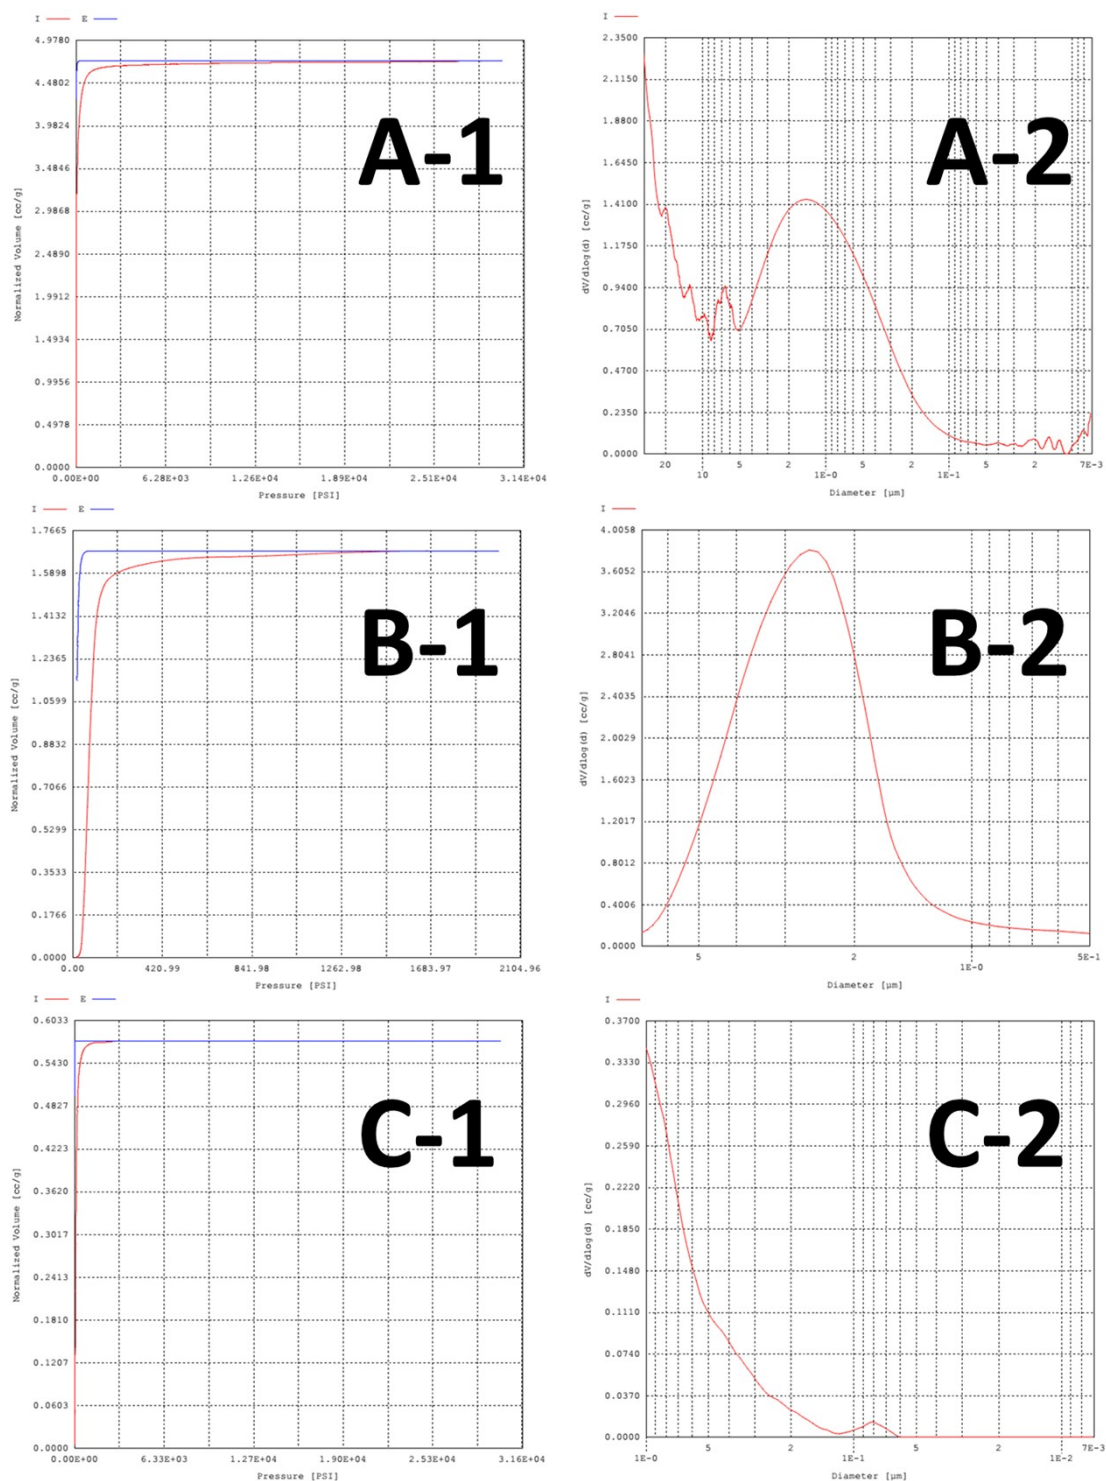 I E
4.9780
4.4802
3.9824
3.4846
2.9868
2.4890
1.9912
1.4934
0.9956
0.4978
0.0000
Normalized Volume [cc/g]
A-1
0.00E+00 6.28E+03 1.26E+04 1.89E+04 2.51E+04 3.14E+04
Pressure [PSI]
I
2.3500
2.1150
1.8800
1.6450
1.4100
1.1750
0.9400
0.7050
0.4700
0.2350
0.0000
dV/dlog(d) [cc/g]
A-2
20 10 5 2 1E-0 5 2 1E-1 5 2 7E-3
Diameter [µm]
I E
1.7665
1.5898
1.4132
1.2365
1.0599
0.8832
0.7066
0.5299
0.3533
0.1766
0.0000
Normalized Volume [cc/g]
B-1
0.00 420.99 841.98 1262.98 1683.97 2104.96
Pressure [PSI]
I
4.0058
3.6052
3.2046
2.8041
2.4035
2.0029
1.6023
1.2017
0.8012
0.4006
0.0000
dV/dlog(d) [cc/g]
B-2
5 2 1E-0 5E-1
Diameter [µm]
I E
0.6033
0.5430
0.4827
0.4223
0.3620
0.3017
0.2413
0.1810
0.1207
0.0603
0.0000
Normalized Volume [cc/g]
C-1
0.00E+00 6.33E+03 1.27E+04 1.90E+04 2.53E+04 3.16E+04
Pressure [PSI]
I
0.3700
0.3330
0.2960
0.2590
0.2220
0.1850
0.1480
0.1110
0.0740
0.0370
0.0000
dV/dlog(d) [cc/g]
C-2
1E-0 5 2 1E-1 5 2 1E-2 7E-3
Diameter [µm]